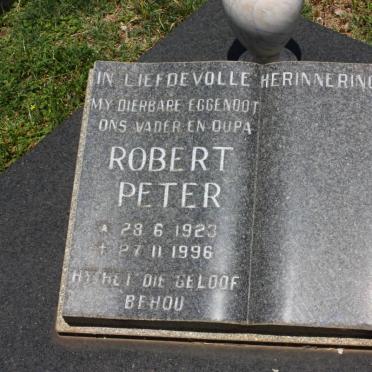 IN LIEFDEVOLLE HERINNERING
MY DIERBARE EGGENOOT
ONS VADER EN OUPA
ROBERT
PETER
* 28 6 1923
† 27 11 1996
HY HET DIE GELOOF
BEHOU